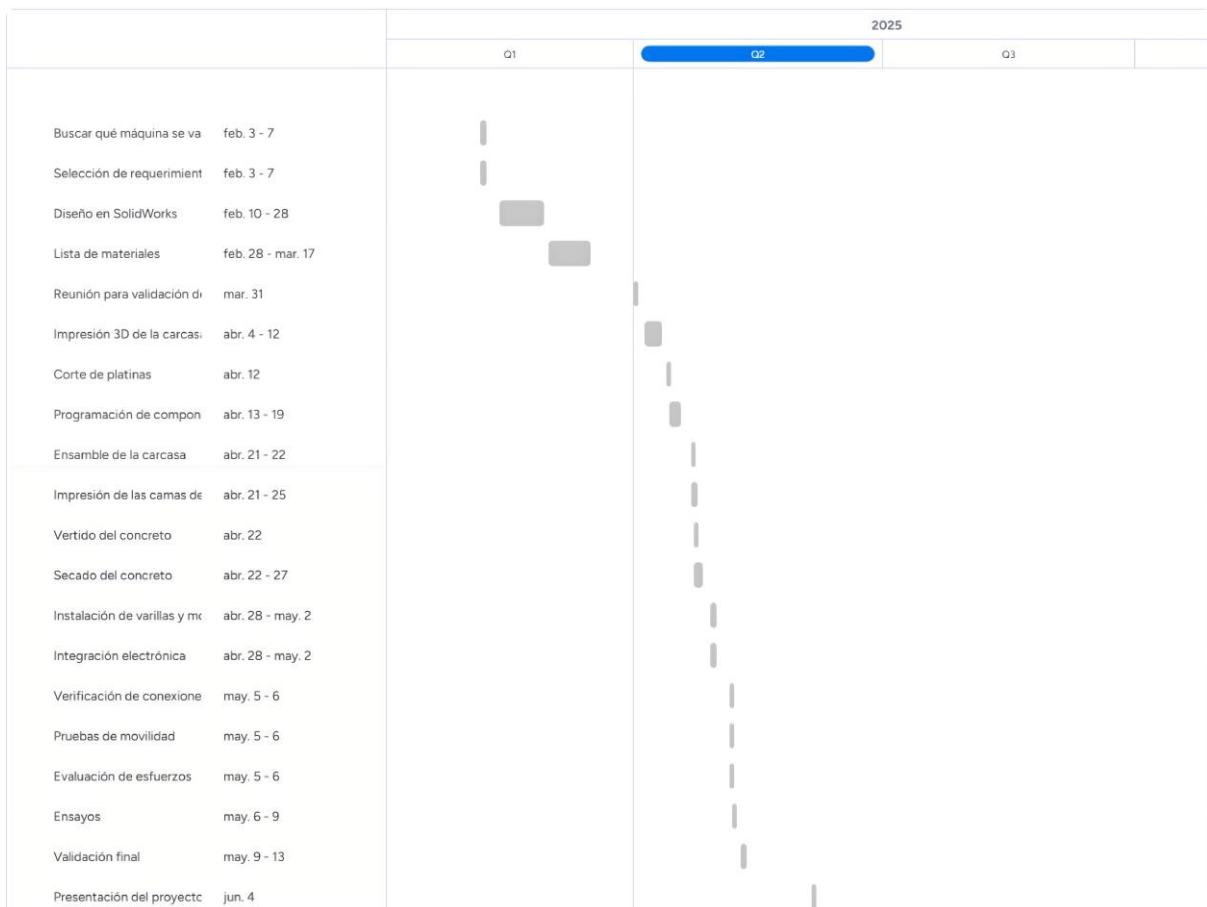 2025
Q1 Q2 Q3
Buscar qué máquina se va feb. 3 - 7
Selección de requerimient feb. 3 - 7
Diseño en SolidWorks feb. 10 - 28
Lista de materiales feb. 28 - mar. 17
Reunión para validación de mar. 31
Impresión 3D de la carcasa abr. 4 - 12
Corte de platinas abr. 12
Programación de compon abr. 13 - 19
Ensamble de la carcasa abr. 21 - 22
Impresión de las camas de abr. 21 - 25
Vertido del concreto abr. 22
Secado del concreto abr. 22 - 27
Instalación de varillas y mo abr. 28 - may. 2
Integración electrónica abr. 28 - may. 2
Verificación de conexione may. 5 - 6
Pruebas de movilidad may. 5 - 6
Evaluación de esfuerzos may. 5 - 6
Ensayos may. 6 - 9
Validación final may. 9 - 13
Presentación del proyecto jun. 4